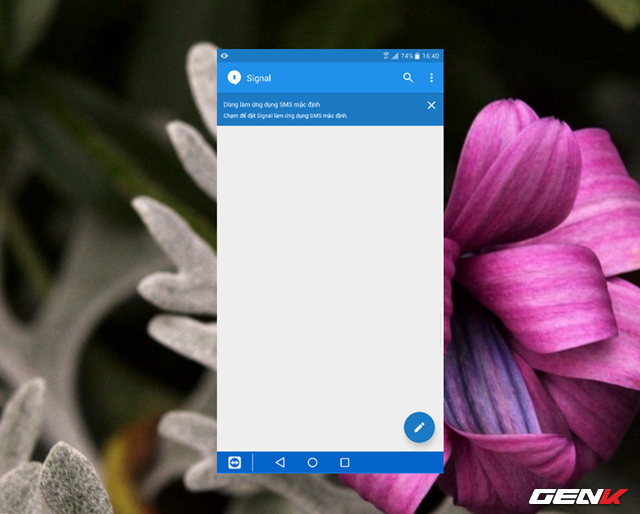 74% 16:40
Signal
Dùng làm ứng dụng SMS mặc định
Chạm để đặt Signal làm ứng dụng SMS mặc định.
GENK